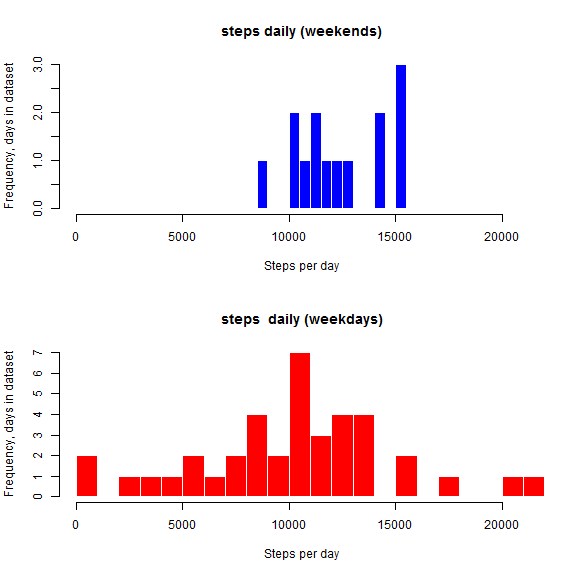 steps daily (weekends)
Frequency, days in dataset
0.0 1.0 2.0 3.0
0 5000 10000 15000 20000
Steps per day
steps  daily (weekdays)
Frequency, days in dataset
0 1 2 3 4 5 6 7
0 5000 10000 15000 20000
Steps per day